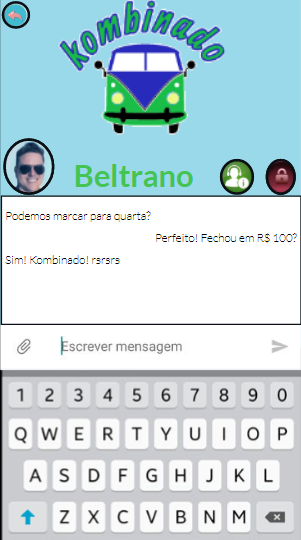 kombinado
Beltrano
Podemos marcar para quarta?
Perfeito! Fechou em R$ 100?
Sim! Kombinado! rsrsrs
Escrever mensagem
1 2 3 4 5 6 7 8 9 0
Q W E R T Y U I O P
A S D F G H J K L
Z X C V B N M